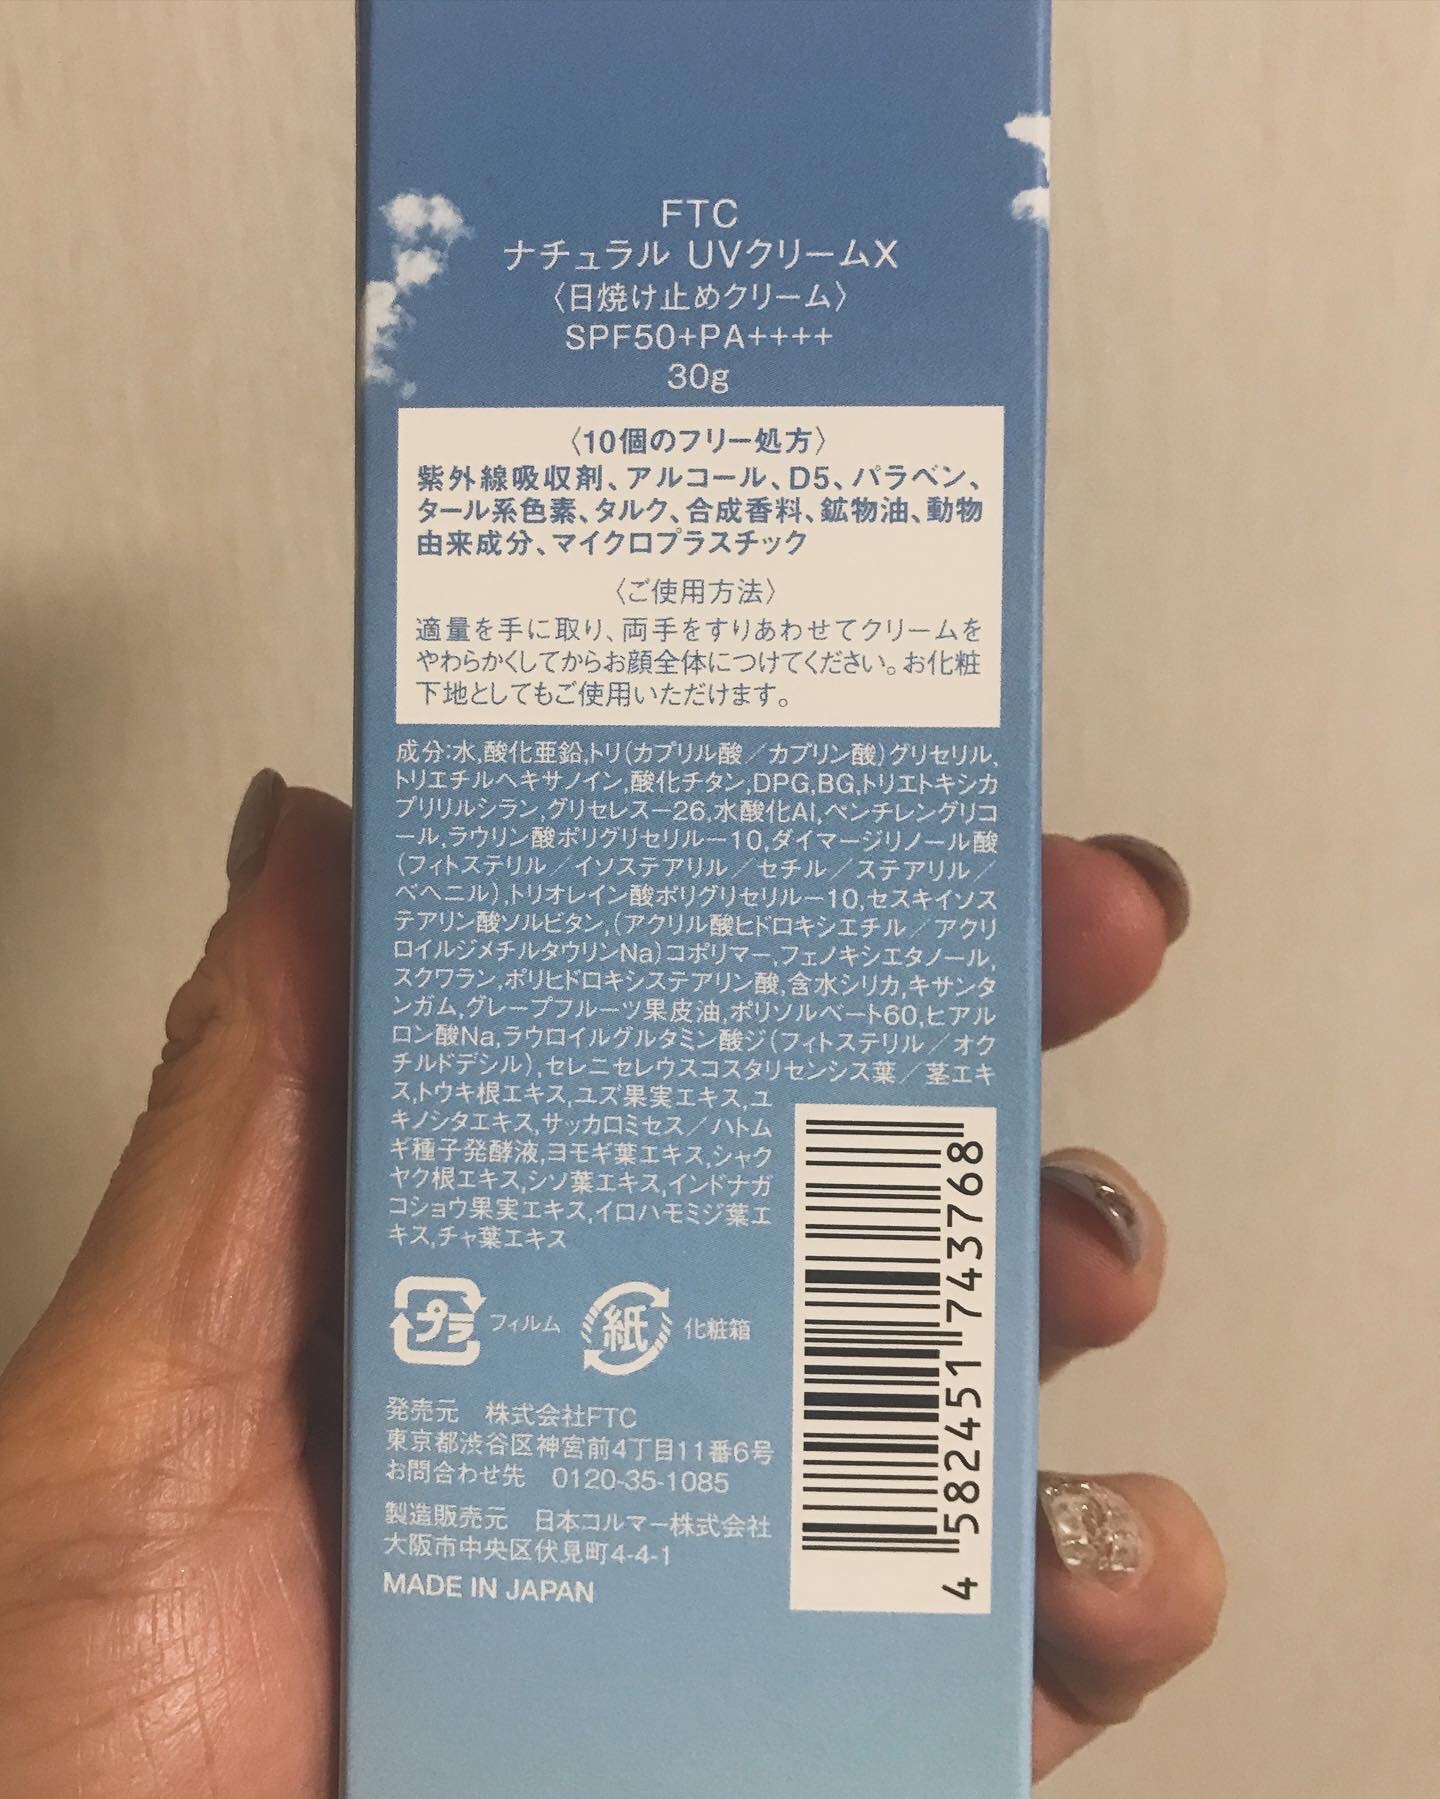 FTC
ナチュラル UVクリームX
〈日焼け止めクリーム〉
SPF50+PA++++
30g
〈10個のフリー処方〉
紫外線吸収剤、アルコール、D5、パラベン、
タール系色素、タルク、合成香料、鉱物油、動物
由来成分、マイクロプラスチック
〈ご使用方法〉
適量を手に取り、両手をすりあわせてクリームを
やわらかくしてからお顔全体につけてください。お化粧
下地としてもご使用いただけます。
成分:水,酸化亜鉛,トリ(カプリル酸／カプリン酸)グリセリル,
トリエチルヘキサノイン,酸化チタン,DPG,BG,トリエトキシカ
プリリルシラン,グリセレスー26,水酸化Al,ペンチレングリコ
ール,ラウリン酸ポリグリセリルー10,ダイマージリノール酸
(フィトステリル／イソステアリル／セチル／ステアリル／
ベヘニル),トリオレイン酸ポリグリセリルー10,セスキイソス
テアリン酸ソルビタン,(アクリル酸ヒドロキシエチル／アクリ
ロイルジメチルタウリンNa)コポリマー,フェノキシエタノール,
スクワラン,ポリヒドロキシステアリン酸,含水シリカ,キサンタ
ンガム,グレープフルーツ果皮油,ポリソルベート60,ヒアル
ロン酸Na,ラウロイルグルタミン酸ジ(フィトステリル／オク
チルドデシル),セレニセレウスコスタリセンシス葉／茎エキ
ス,トウキ根エキス,ユズ果実エキス,ユ
キノシタエキス,サッカロミセス／ハトム
ギ種子発酵液,ヨモギ葉エキス,シャク
ヤク根エキス,シソ葉エキス,インドナガ
コショウ果実エキス,イロハモミジ葉エ
キス,チャ葉エキス
プラ フィルム 紙 化粧箱
発売元 株式会社FTC
東京都渋谷区神宮前4丁目11番6号
お問合わせ先 0120-35-1085
製造販売元 日本コルマー株式会社
大阪市中央区伏見町4-4-1
MADE IN JAPAN
4 582451 743768